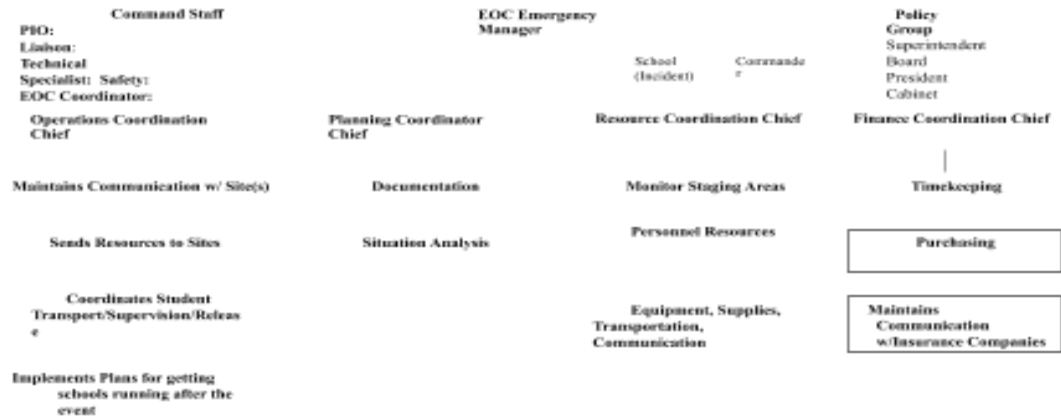 Command Staff
PIO:
Liaison:
Technical
Specialist: Safety:
EOC Coordinator:
EOC Emergency
Manager
School
(Incident)
Commande
r
Policy
Group
Superintendent
Board
President
Cabinet
Operations Coordination
Chief
Planning Coordinator
Chief
Resource Coordination Chief
Finance Coordination Chief
Maintains Communication w/ Site(s)
Documentation
Monitor Staging Areas
Timekeeping
Sends Resources to Sites
Situation Analysis
Personnel Resources
Purchasing
Coordinates Student
Transport/Supervision/Releas
e
Equipment, Supplies,
Transportation,
Communication
Maintains
Communication
w/Insurance Companies
Implements Plans for getting
schools running after the
event